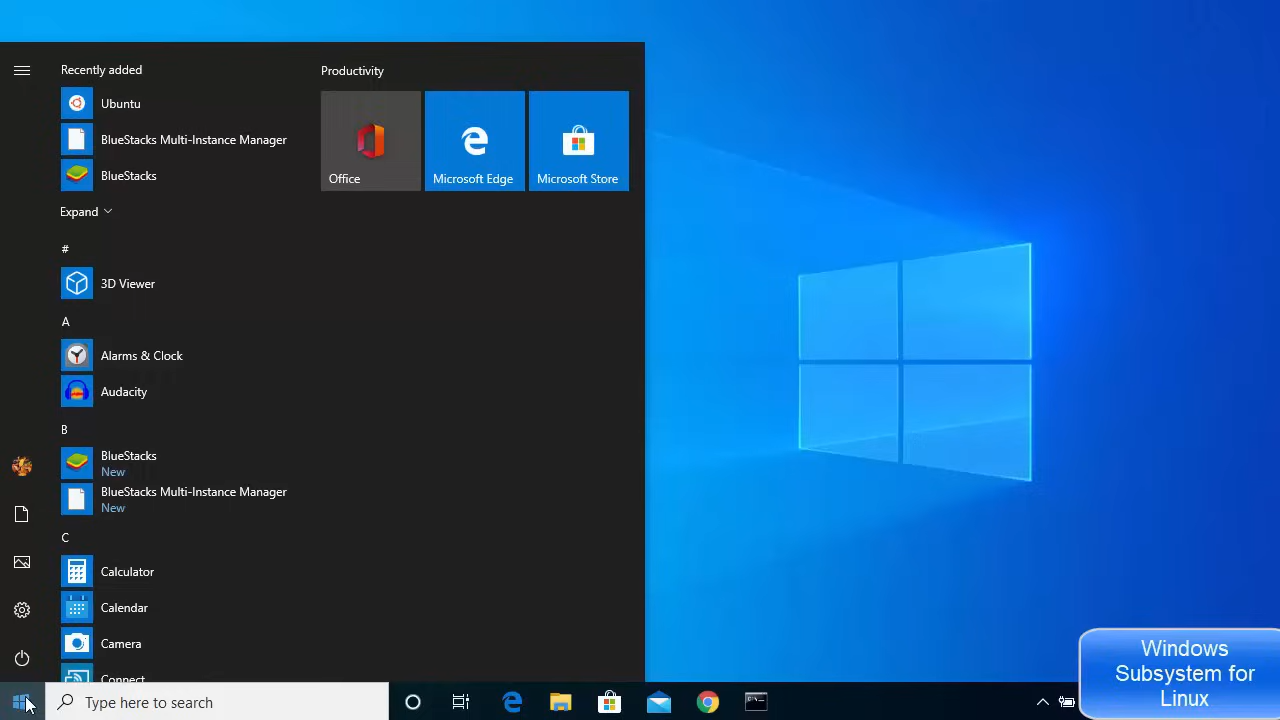 Recently added
Ubuntu
BlueStacks Multi-Instance Manager
BlueStacks
Expand
#
3D Viewer
A
Alarms & Clock
Audacity
B
BlueStacks
New
BlueStacks Multi-Instance Manager
New
C
Calculator
Calendar
Camera
Connect
Productivity
Office
Microsoft Edge
Microsoft Store
Type here to search
Windows
Subsystem for
Linux